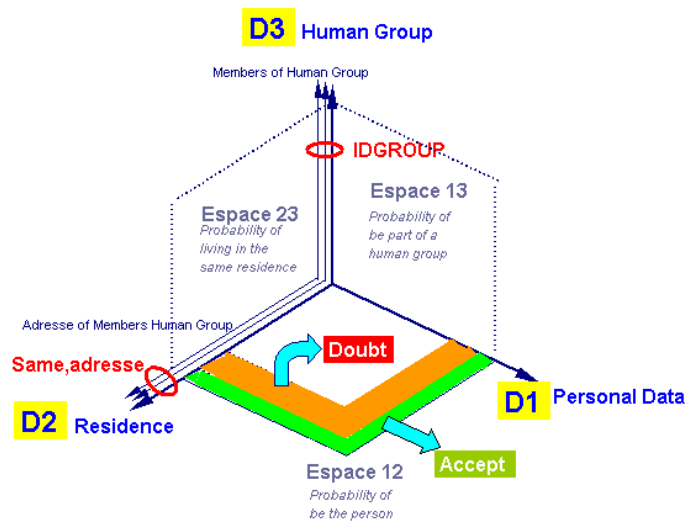 D3 Human Group
Members of Human Group
IDGROUP
Espace 13
Probability of
be part of a
human group
Espace 23
Probability of
living in the
same residence
Adresse of Members Human Group
Same,adresse
Doubt
D1 Personal Data
D2 Residence
Accept
Espace 12
Probability of
be the person